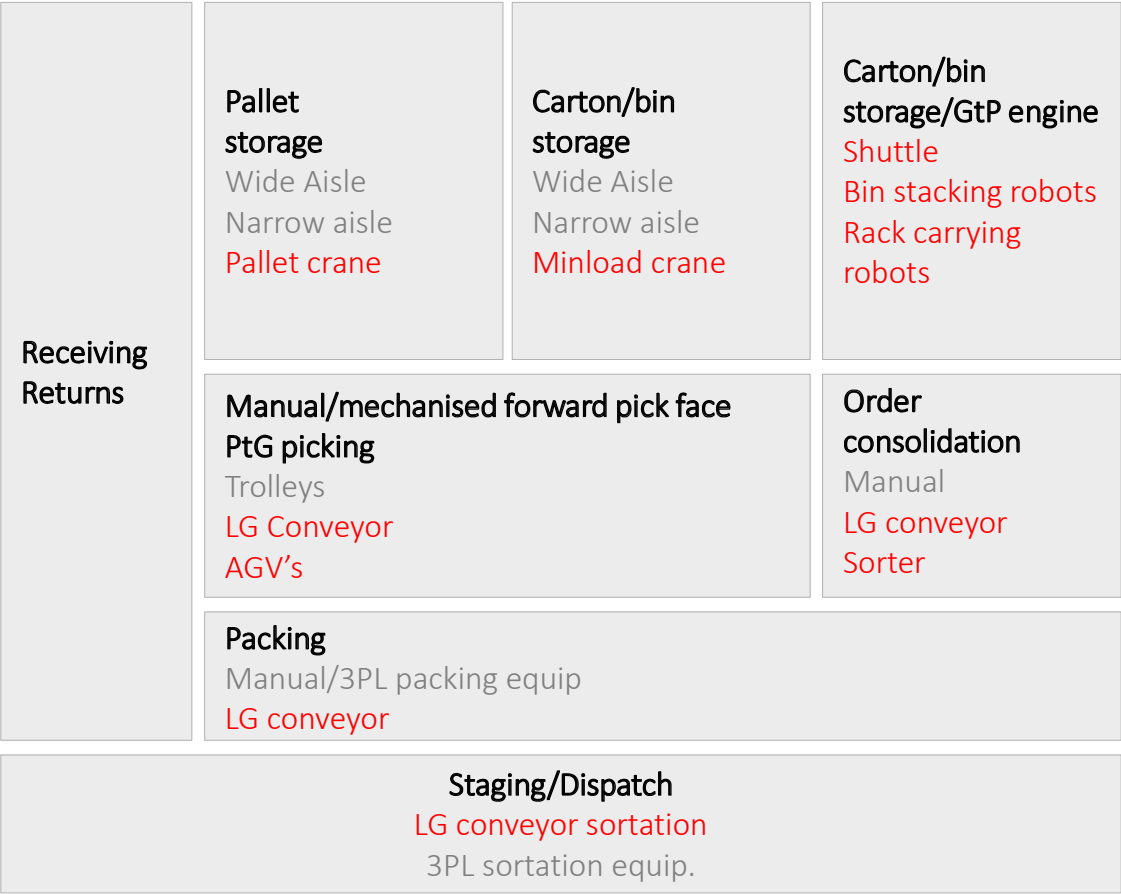 Receiving
Returns
Pallet
storage
Wide Aisle
Narrow aisle
Pallet crane
Carton/bin
storage
Wide Aisle
Narrow aisle
Minload crane
Carton/bin
storage/GtP engine
Shuttle
Bin stacking robots
Rack carrying
robots
Manual/mechanised forward pick face
PtG picking
Trolleys
LG Conveyor
AGV’s
Order
consolidation
Manual
LG conveyor
Sorter
Packing
Manual/3PL packing equip
LG conveyor
Staging/Dispatch
LG conveyor sortation
3PL sortation equip.